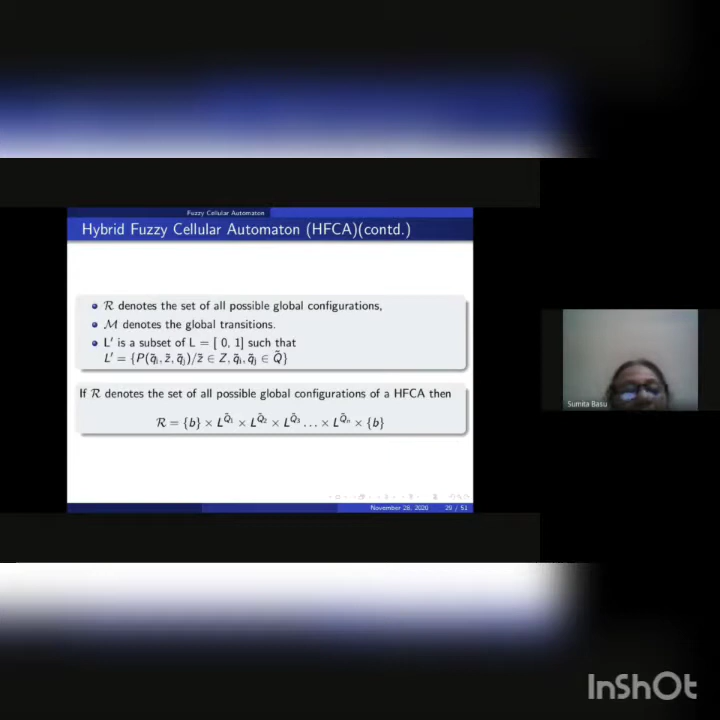 Fuzzy Cellular Automaton
Hybrid Fuzzy Cellular Automaton (HFCA)(contd.)
• ℛ denotes the set of all possible global configurations,
• ℳ denotes the global transitions.
• L′ is a subset of L = [ 0, 1] such that
L′ = {P(q̃ᵢ, z̃, q̃ⱼ)/z̃ ∈ Z, q̃ᵢ, q̃ⱼ ∈ Q̃}
If ℛ denotes the set of all possible global configurations of a HFCA then
ℛ = {b} × L^Q̃₁ × L^Q̃₂ × L^Q̃₃ … × L^Q̃ₙ × {b}
November 28, 2020 29 / 51
Sumita Basu
InShOt